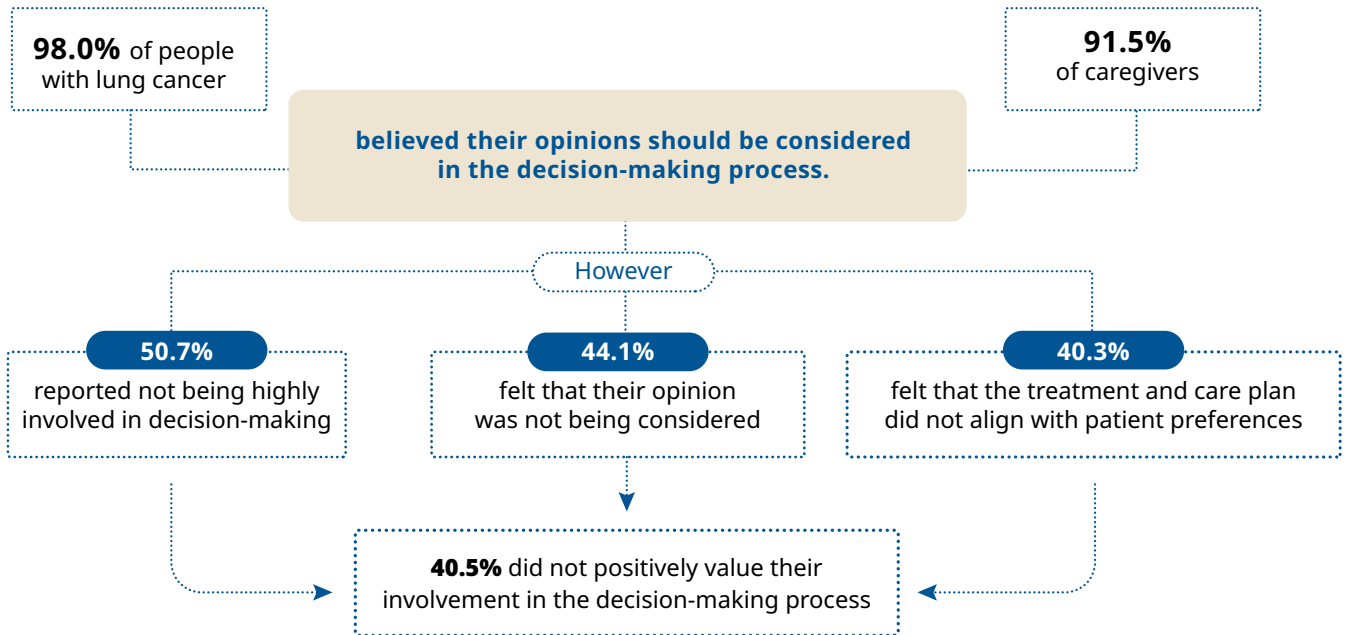 98.0% of people
with lung cancer
91.5%
of caregivers
believed their opinions should be considered
in the decision-making process.
However
50.7%
reported not being highly
involved in decision-making
44.1%
felt that their opinion
was not being considered
40.3%
felt that the treatment and care plan
did not align with patient preferences
40.5% did not positively value their
involvement in the decision-making process